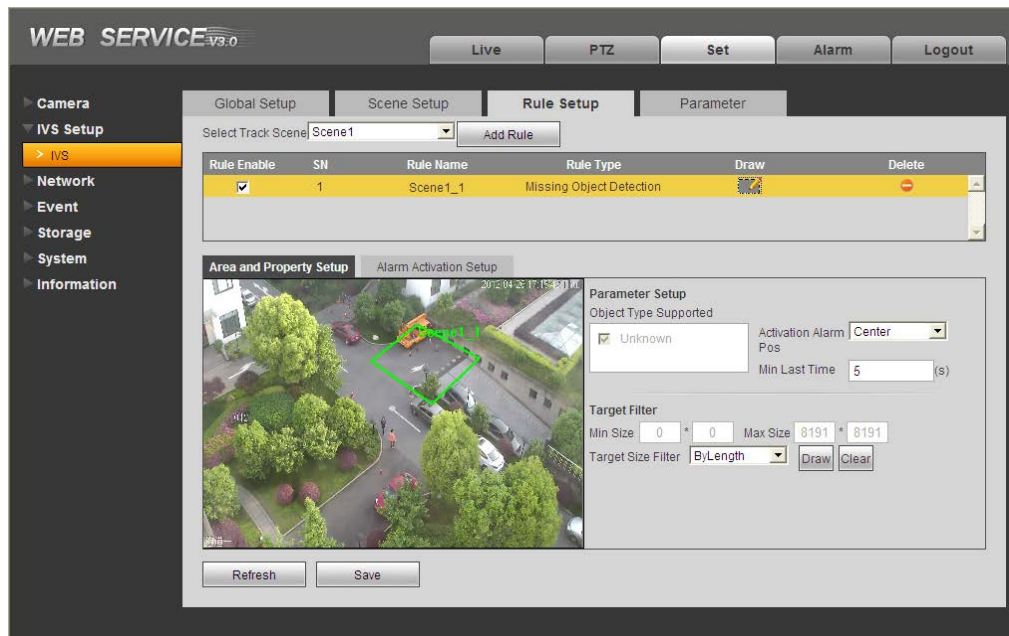 WEB SERVICE V3.0
Live PTZ Set Alarm Logout
Camera
IVS Setup
> IVS
Network
Event
Storage
System
Information
Global Setup Scene Setup Rule Setup Parameter
Select Track Scene Scene1 Add Rule
Rule Enable SN Rule Name Rule Type Draw Delete
1 Scene1_1 Missing Object Detection
Area and Property Setup Alarm Activation Setup
Scene1_1
Parameter Setup
Object Type Supported
Unknown
Activation Alarm Center
Pos
Min Last Time 5 (s)
Target Filter
Min Size 0 * 0 Max Size 8191 * 8191
Target Size Filter ByLength Draw Clear
Refresh Save